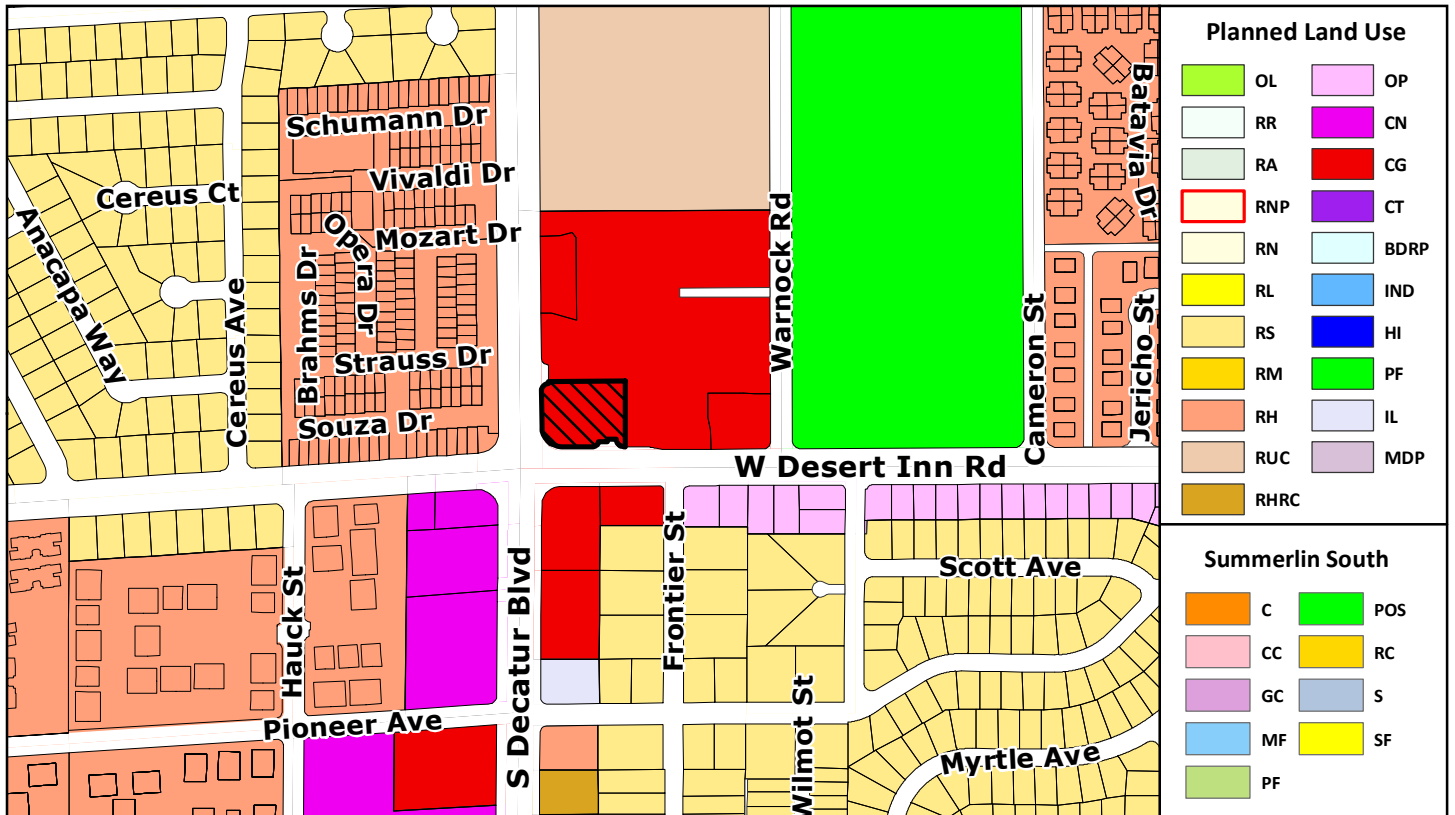 Schumann Dr
Vivaldi Dr
Cereus Ct
Opera Dr
Mozart Dr
Anacapa Way
Brahms Dr
Cereus Ave
Strauss Dr
Souza Dr
Warnock Rd
Batavia Dr
Cameron St
Jericho St
W Desert Inn Rd
Hauck St
S Decatur Blvd
Frontier St
Scott Ave
Pioneer Ave
Wilmot St
Myrtle Ave
Planned Land Use
OL
OP
RR
CN
RA
CG
RNP
CT
RN
BDRP
RL
IND
RS
HI
RM
PF
RH
IL
RUC
MDP
RHRC
Summerlin South
C
POS
CC
RC
GC
S
MF
SF
PF